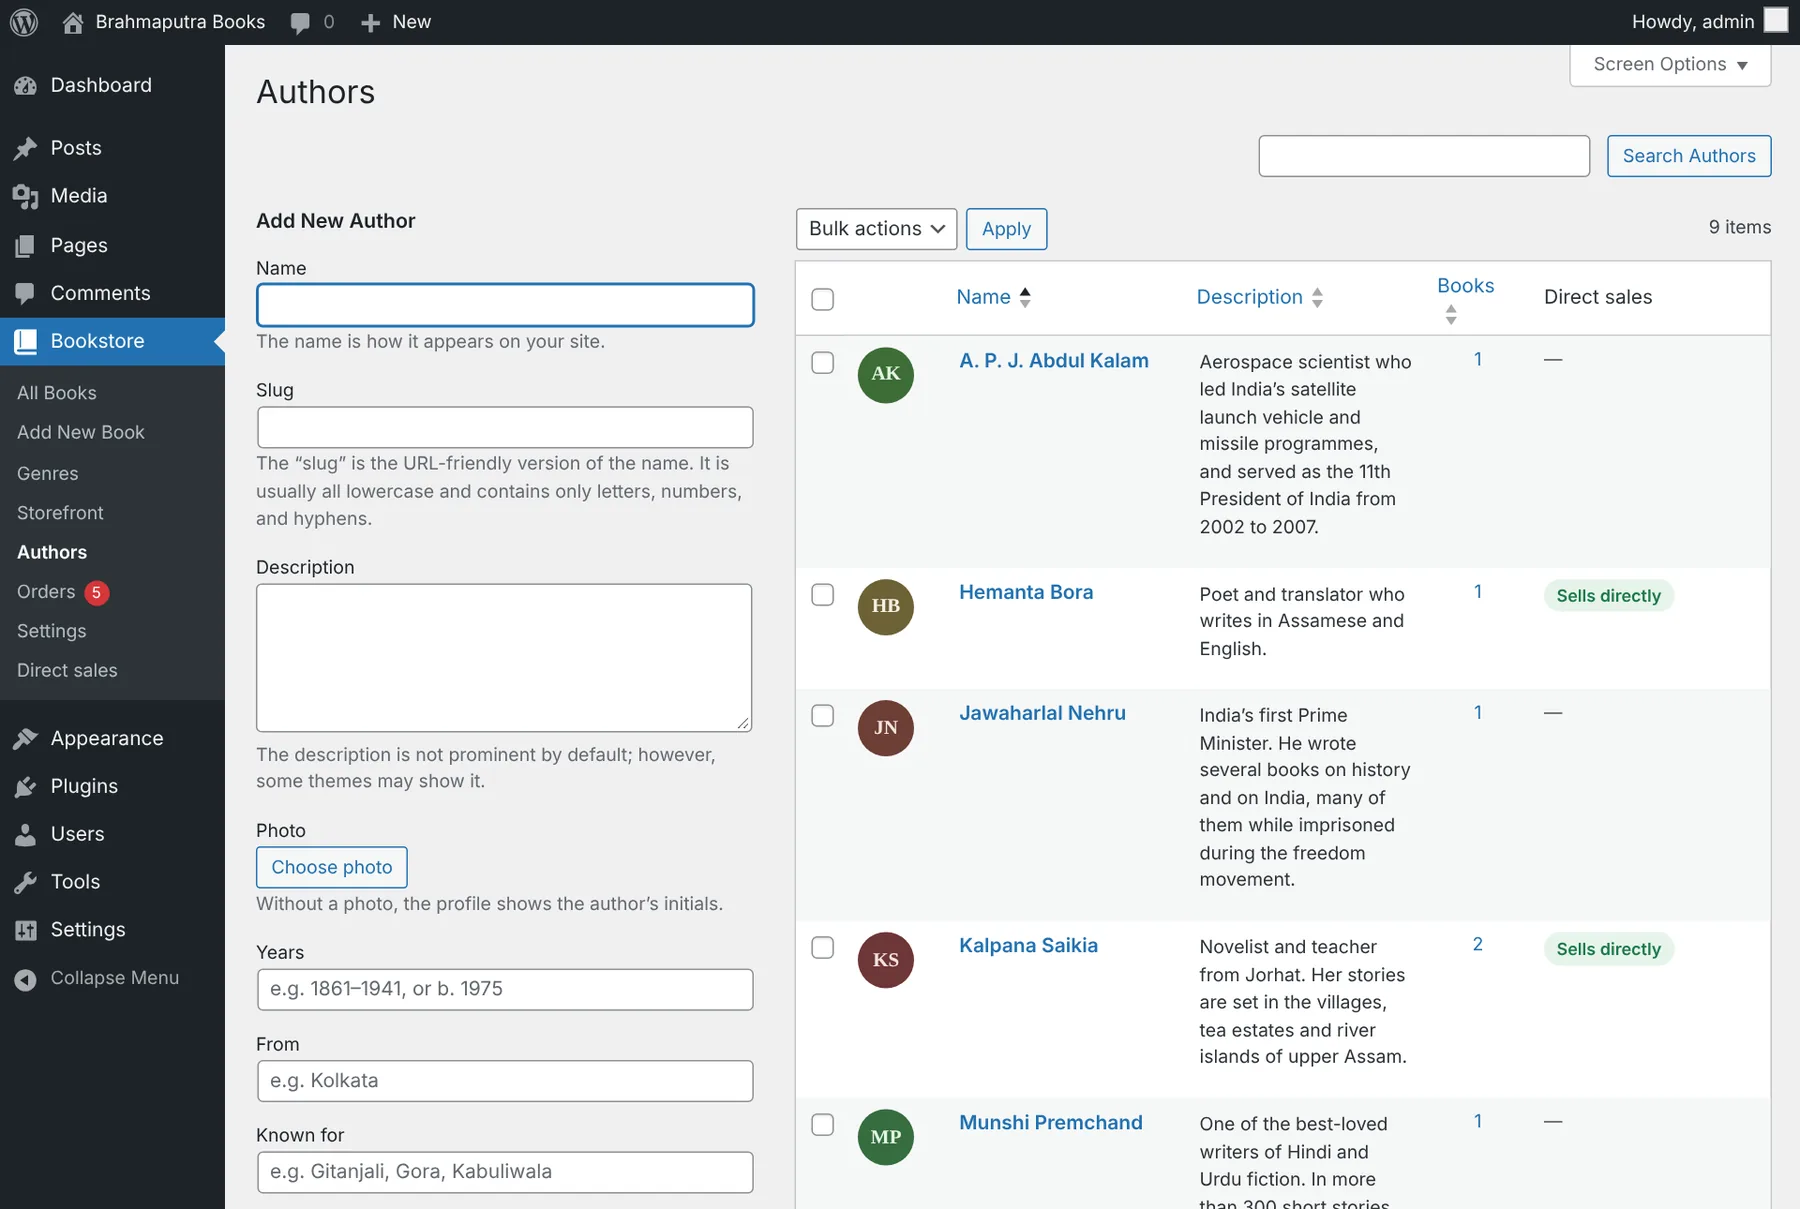 Brahmaputra Books
0
New
Howdy, admin
Dashboard
Posts
Media
Pages
Comments
Bookstore
All Books
Add New Book
Genres
Storefront
Authors
Orders 5
Settings
Direct sales
Appearance
Plugins
Users
Tools
Settings
Collapse Menu
Screen Options
Authors
Search Authors
Add New Author
Name
The name is how it appears on your site.
Slug
The “slug” is the URL-friendly version of the name. It is
usually all lowercase and contains only letters, numbers,
and hyphens.
Description
The description is not prominent by default; however,
some themes may show it.
Photo
Choose photo
Without a photo, the profile shows the author’s initials.
Years
e.g. 1861–1941, or b. 1975
From
e.g. Kolkata
Known for
e.g. Gitanjali, Gora, Kabuliwala
Bulk actions
Apply
9 items
Name
Description
Books
Direct sales
AK
A. P. J. Abdul Kalam
Aerospace scientist who
led India’s satellite
launch vehicle and
missile programmes,
and served as the 11th
President of India from
2002 to 2007.
1
—
HB
Hemanta Bora
Poet and translator who
writes in Assamese and
English.
1
Sells directly
JN
Jawaharlal Nehru
India’s first Prime
Minister. He wrote
several books on history
and on India, many of
them while imprisoned
during the freedom
movement.
1
—
KS
Kalpana Saikia
Novelist and teacher
from Jorhat. Her stories
are set in the villages,
tea estates and river
islands of upper Assam.
2
Sells directly
MP
Munshi Premchand
One of the best-loved
writers of Hindi and
Urdu fiction. In more
than 300 short stories
1
—